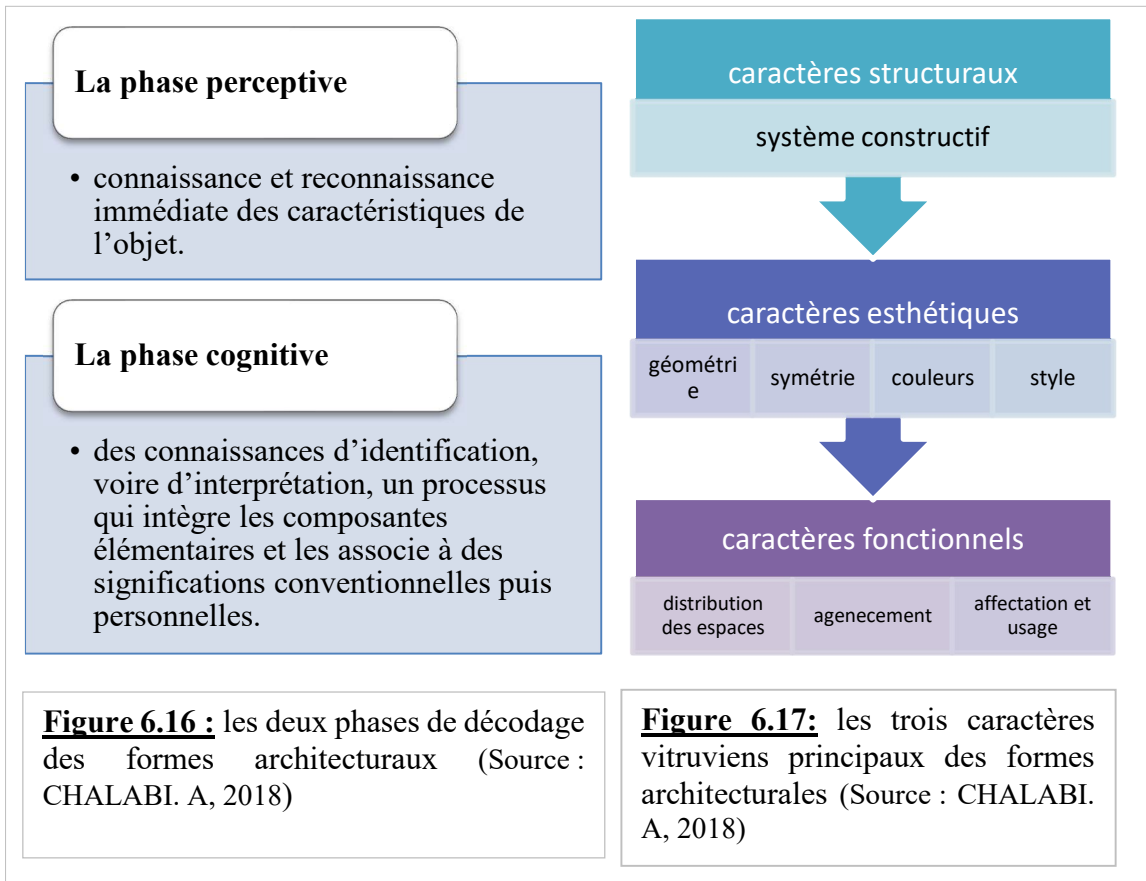 La phase perceptive
• connaissance et reconnaissance
immédiate des caractéristiques de
l’objet.
La phase cognitive
• des connaissances d’identification,
voire d’interprétation, un processus
qui intègre les composantes
élémentaires et les associe à des
significations conventionnelles puis
personnelles.
Figure 6.16 : les deux phases de décodage
des formes architecturaux (Source :
CHALABI. A, 2018)
caractères structuraux
système constructif
caractères esthétiques
géométri
e
symétrie
couleurs
style
caractères fonctionnels
distribution
des espaces
agenecement
affectation et
usage
Figure 6.17: les trois caractères
vitruviens principaux des formes
architecturales (Source : CHALABI.
A, 2018)